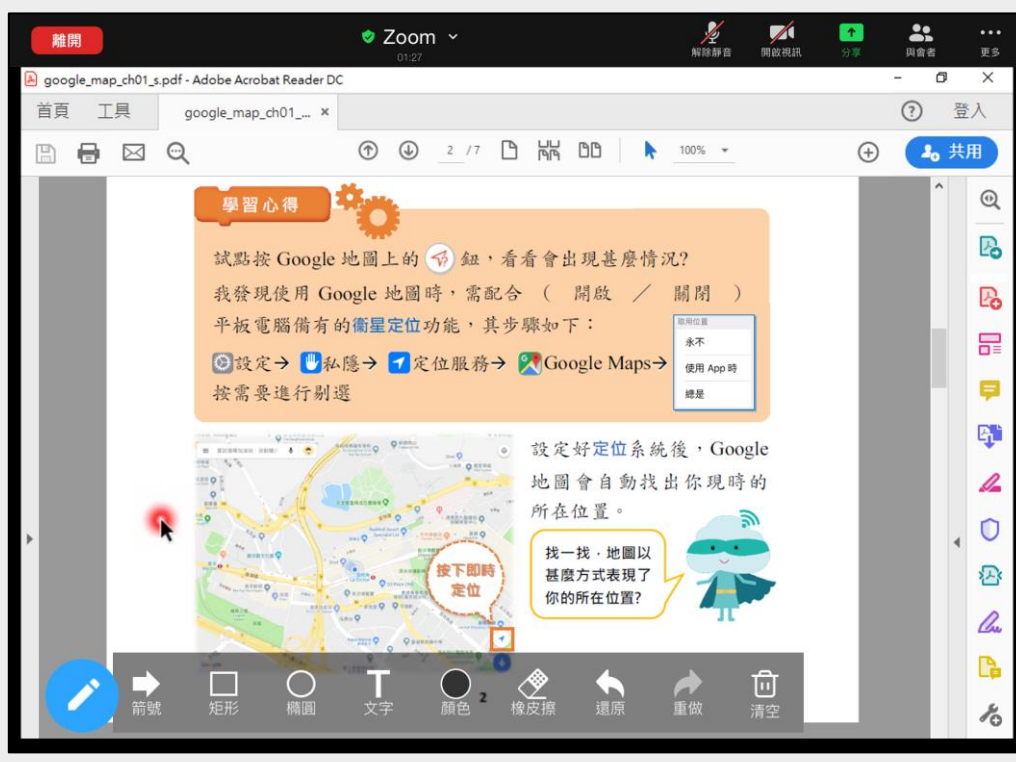 離開
Zoom
01:27
解除靜音
開啟視訊
分享
與會者
更多
google_map_ch01_s.pdf - Adobe Acrobat Reader DC
首頁 工具 google_map_ch01_... ×
登入
2 /7
100%
共用
學習心得
試點按 Google 地圖上的 鈕，看看會出現甚麼情況?
我發現使用 Google 地圖時，需配合 （ 開啟 ／ 關閉 ）
平板電腦備有的衞星定位功能，其步驟如下：
設定→ 私隱→ 定位服務→ Google Maps→
按需要進行剔選
取用位置
永不
使用 App 時
總是
設定好定位系統後，Google
地圖會自動找出你現時的
所在位置。
按下即時
定位
找一找，地圖以
甚麼方式表現了
你的所在位置?
箭號
矩形
橢圓
文字
顏色
2
橡皮擦
還原
重做
清空